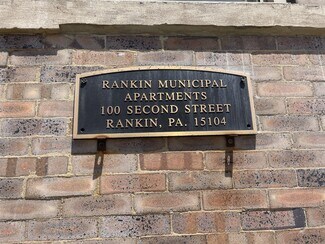 RANKIN MUNICIPAL
APARTMENTS
100 SECOND STREET
RANKIN, PA. 15104